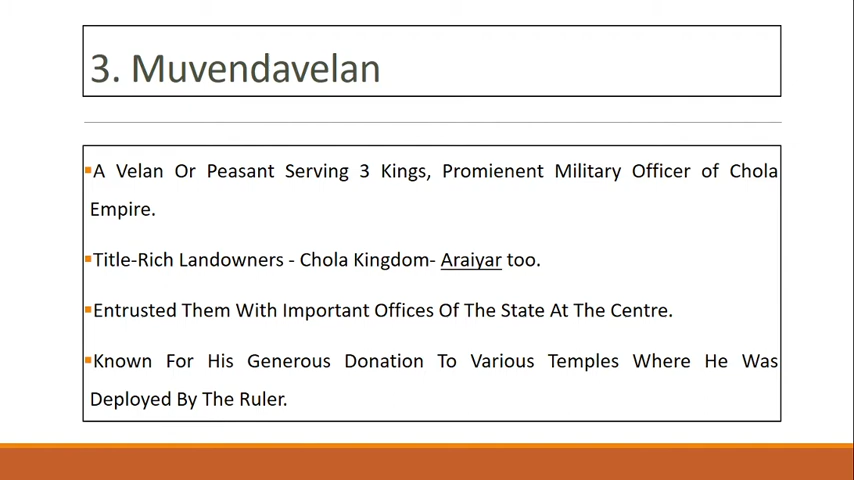 3. Muvendavelan
▪A Velan Or Peasant Serving 3 Kings, Promienent Military Officer of Chola
Empire.
▪Title-Rich Landowners - Chola Kingdom- Araiyar too.
▪Entrusted Them With Important Offices Of The State At The Centre.
▪Known For His Generous Donation To Various Temples Where He Was
Deployed By The Ruler.